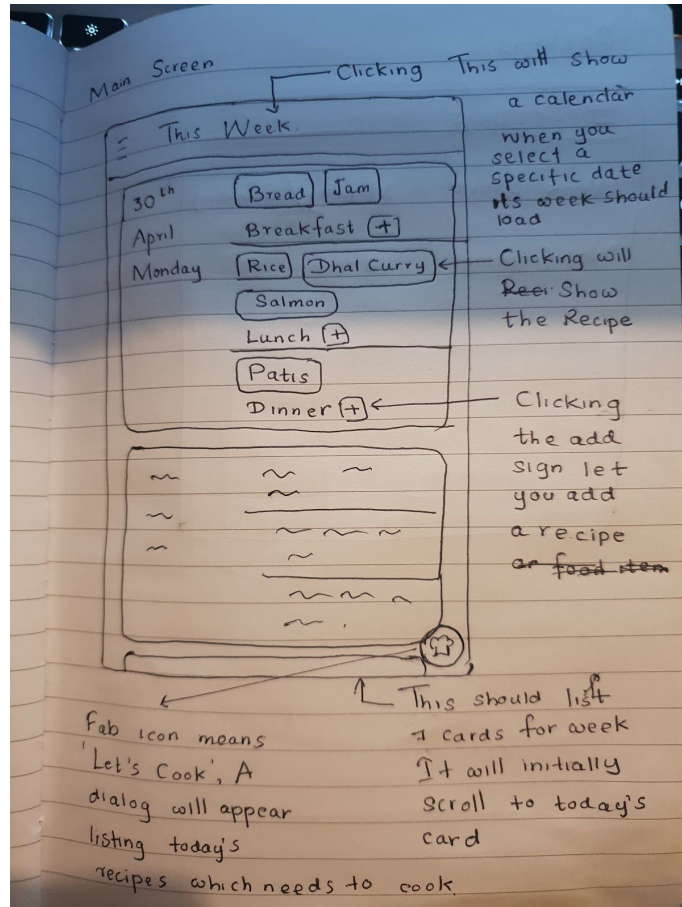 Main Screen
Clicking This will show
a calendar
when you
select a
specific date
its week should
load
This Week.
30th
April
Monday
Bread Jam
Breakfast +
Rice Dhal Curry
Salmon
Lunch +
Patis
Dinner +
Clicking will
Show
the Recipe
Clicking
the add
sign let
you add
a recipe
or food item
Fab icon means
'Let's Cook', A
dialog will appear
listing today's
recipes which needs to cook
This should list
7 cards for week
It will initially
scroll to today's
card